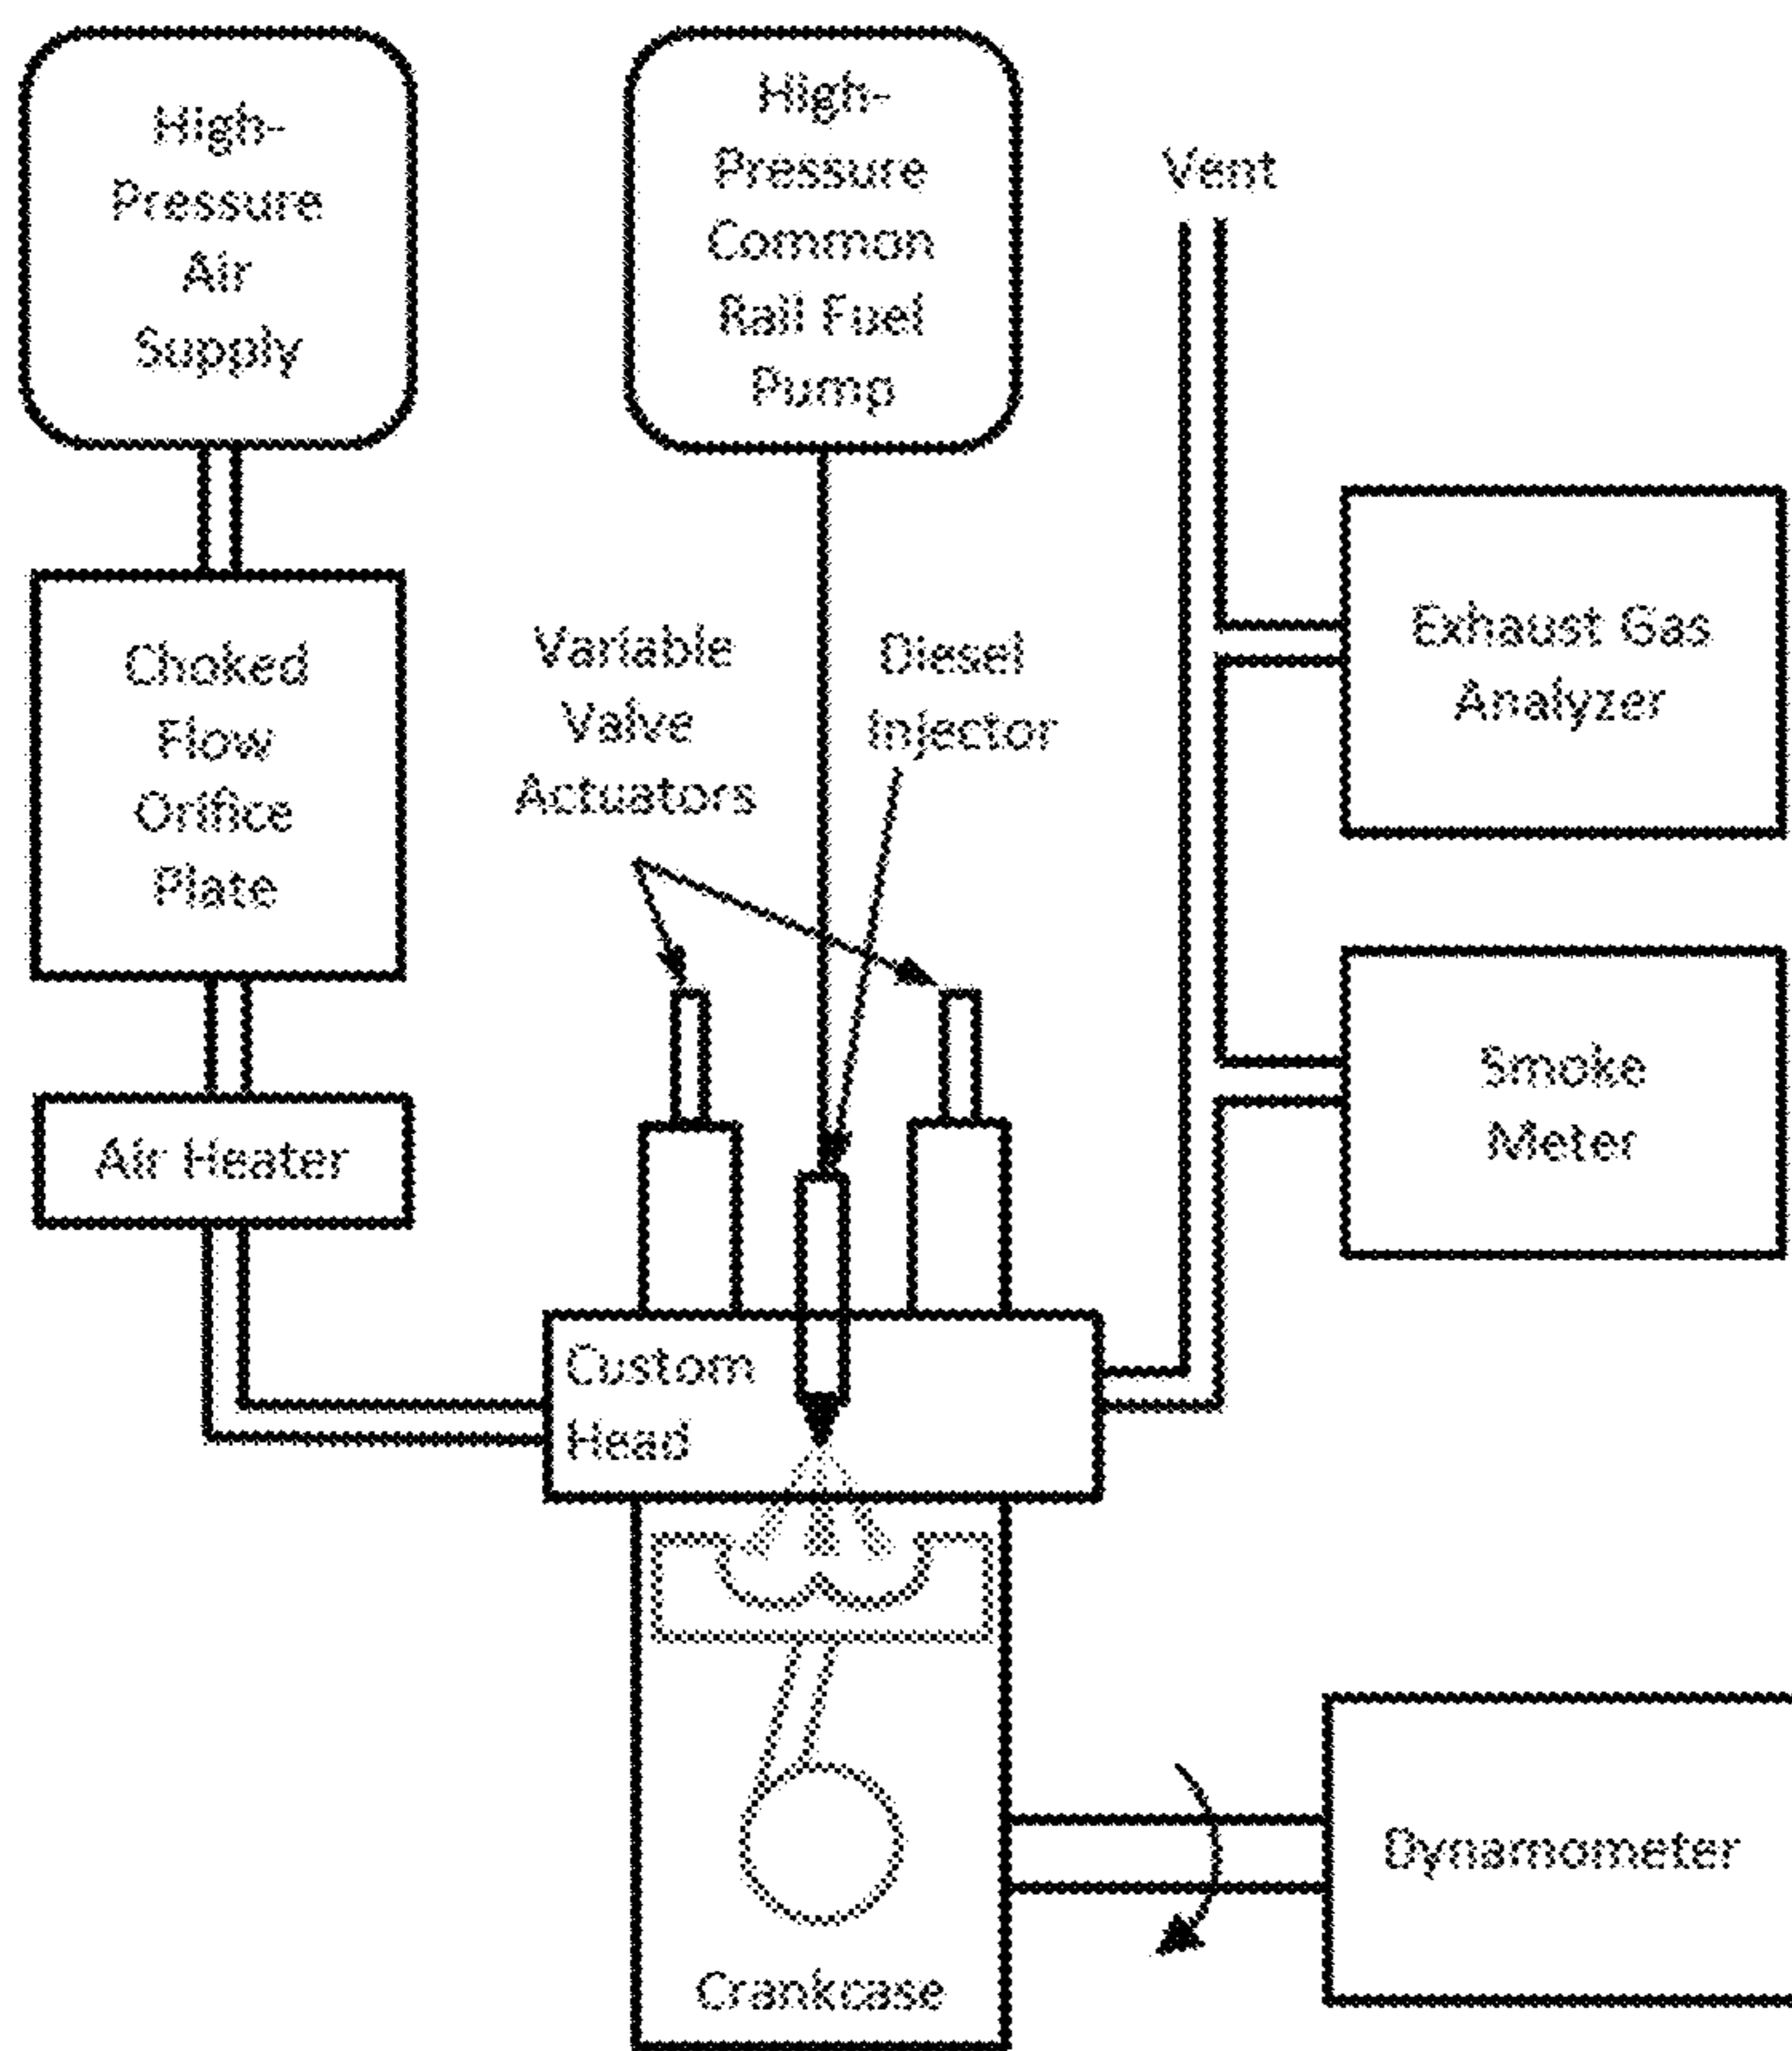 High-
Pressure
Air
Supply
High-
Pressure
Common
Rail Fuel
Pump
Vent
Choked
Flow
Orifice
Plate
Variable
Valve
Actuators
Diesel
Injector
Exhaust Gas
Analyzer
Air Heater
Smoke
Meter
Custom
Head
Dynamometer
Crankcase